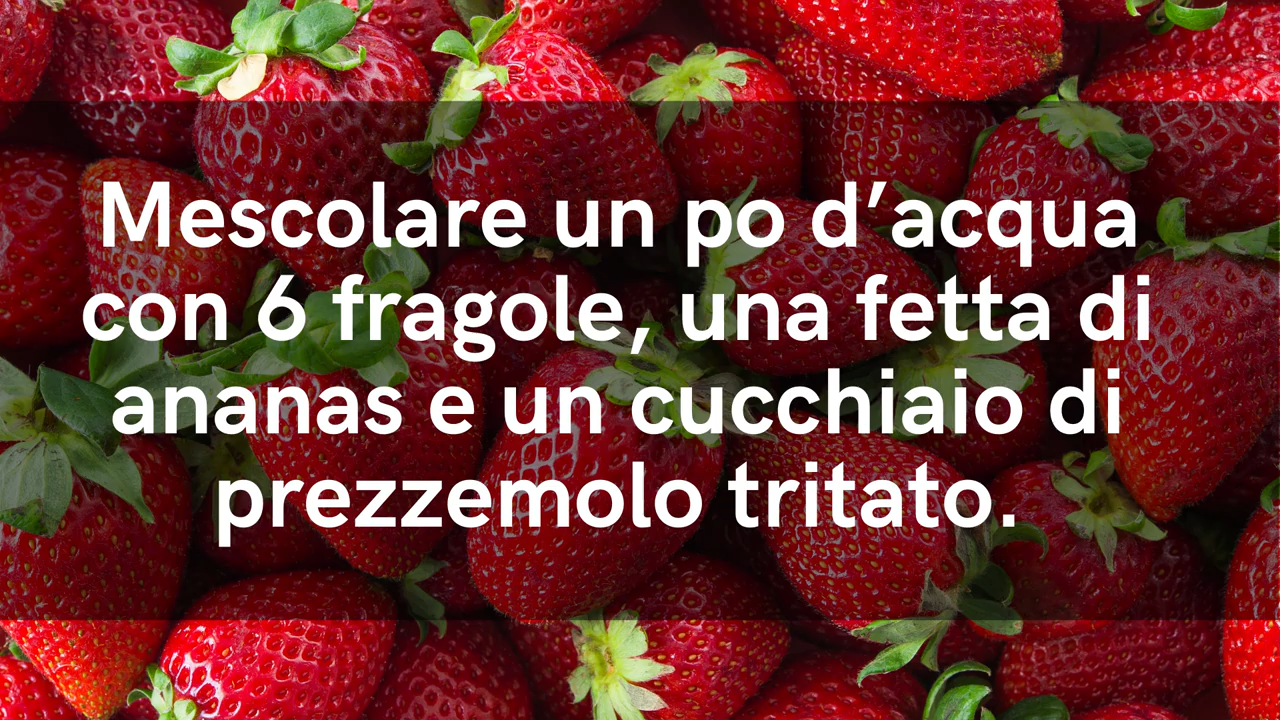 Mescolare un po d’acqua
con 6 fragole, una fetta di
ananas e un cucchiaio di
prezzemolo tritato.